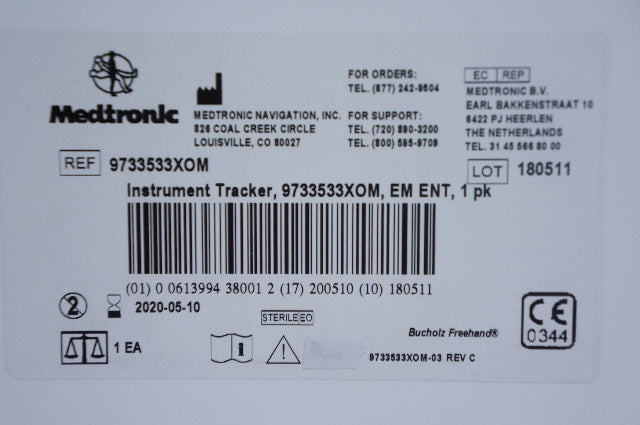 Medtronic
MEDTRONIC NAVIGATION, INC.
826 COAL CREEK CIRCLE
LOUISVILLE, CO 80027
FOR ORDERS:
TEL. (877) 242-9504
FOR SUPPORT:
TEL. (720) 890-3200
TEL. (800) 595-9709
EC REP
MEDTRONIC B.V.
EARL BAKKENSTRAAT 10
6422 PJ HEERLEN
THE NETHERLANDS
TEL. 31 45 566 80 00
REF 9733533XOM
LOT 180511
Instrument Tracker, 9733533XOM, EM ENT, 1 pk
(01) 0 0613994 38001 2 (17) 200510 (10) 180511
2
2020-05-10
STERILE EO
CE
0344
1 EA
i
Bucholz Freehand®
9733533XOM-03 REV C